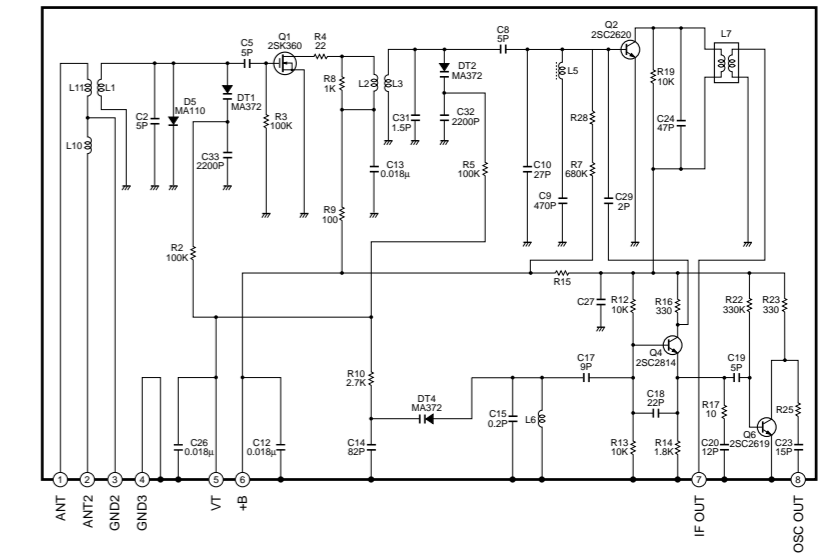 Q1
2SK360
R4
22
C5
5P
C8
5P
Q2
2SC2620
L7
L11
L1
C2
5P
D5
MA110
DT1
MA372
R3
100K
R8
1K
L2
L3
DT2
MA372
L5
R19
10K
C24
47P
C31
1.5P
C32
2200P
R28
L10
C33
2200P
C13
0.018μ
R5
100K
C10
27P
R7
680K
C9
470P
C29
2P
R9
100
R2
100K
R15
C27
R12
10K
R16
330
R22
330K
R23
330
Q4
2SC2814
R10
2.7K
C17
9P
C19
5P
DT4
MA372
C18
22P
R17
10
R25
C26
0.018μ
C12
0.018μ
C14
82P
C15
0.2P
L6
R13
10K
R14
1.8K
C20
12P
Q6
2SC2619
C23
15P
1
2
3
4
5
6
7
8
ANT
ANT2
GND2
GND3
VT
+B
IF OUT
OSC OUT